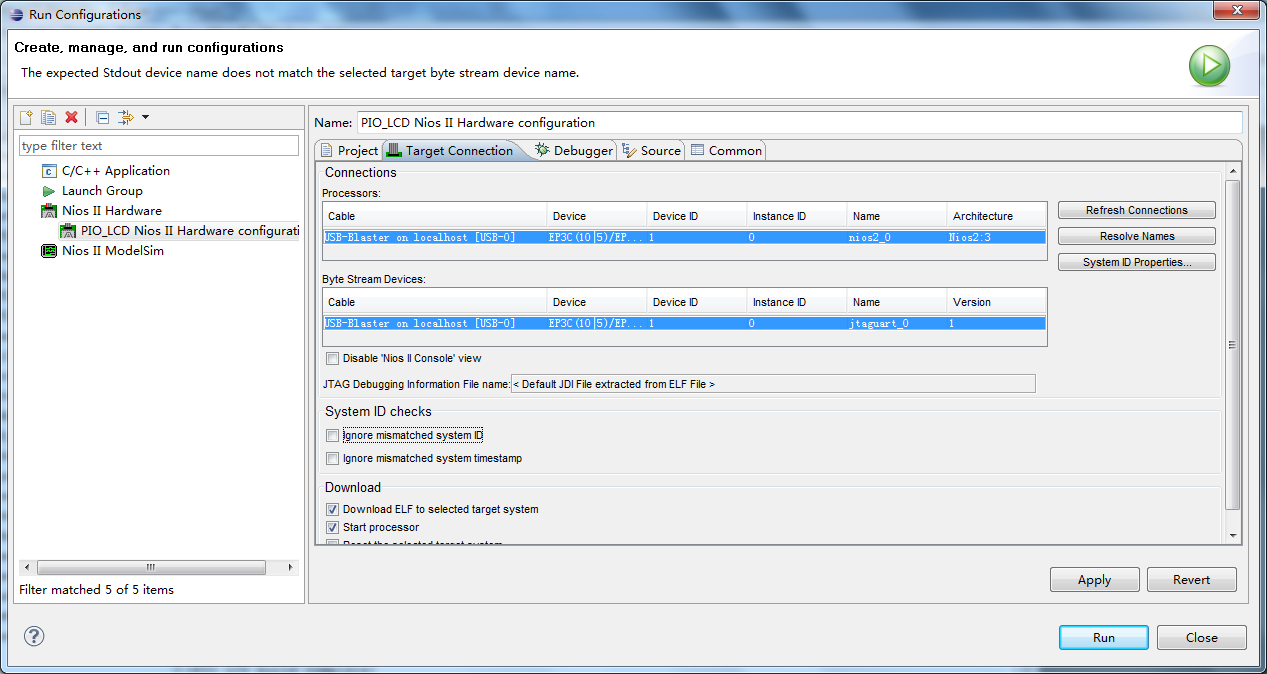 Run Configurations
Create, manage, and run configurations
The expected Stdout device name does not match the selected target byte stream device name.
type filter text
C/C++ Application
Launch Group
Nios II Hardware
PIO_LCD Nios II Hardware configurati
Nios II ModelSim
Filter matched 5 of 5 items
Name: PIO_LCD Nios II Hardware configuration
Project Target Connection Debugger Source Common
Connections
Processors:
Cable Device Device ID Instance ID Name Architecture
USB-Blaster on localhost [USB-0] EP3C(10|5)/EP... 1 0 nios2_0 Nios2:3
Refresh Connections
Resolve Names
System ID Properties...
Byte Stream Devices:
Cable Device Device ID Instance ID Name Version
USB-Blaster on localhost [USB-0] EP3C(10|5)/EP... 1 0 jtaguart_0 1
Disable 'Nios II Console' view
JTAG Debugging Information File name: < Default JDI File extracted from ELF File >
System ID checks
Ignore mismatched system ID
Ignore mismatched system timestamp
Download
Download ELF to selected target system
Start processor
Reset the selected target system
Apply Revert
Run Close